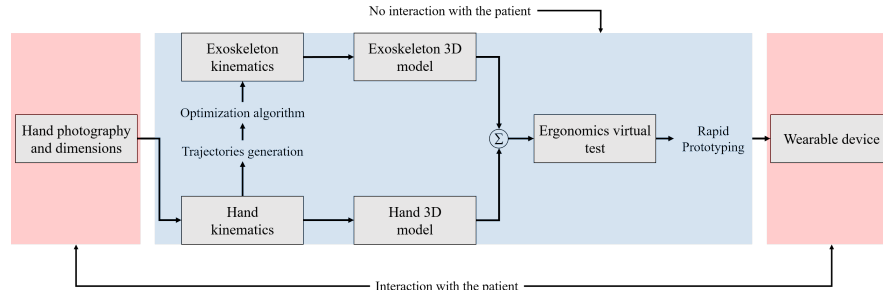 No interaction with the patient
Exoskeleton
kinematics
Exoskeleton 3D
model
Optimization algorithm
Hand photography
and dimensions
Trajectories generation
Σ
Ergonomics virtual
test
Rapid
Prototyping
Wearable device
Hand
kinematics
Hand 3D
model
Interaction with the patient